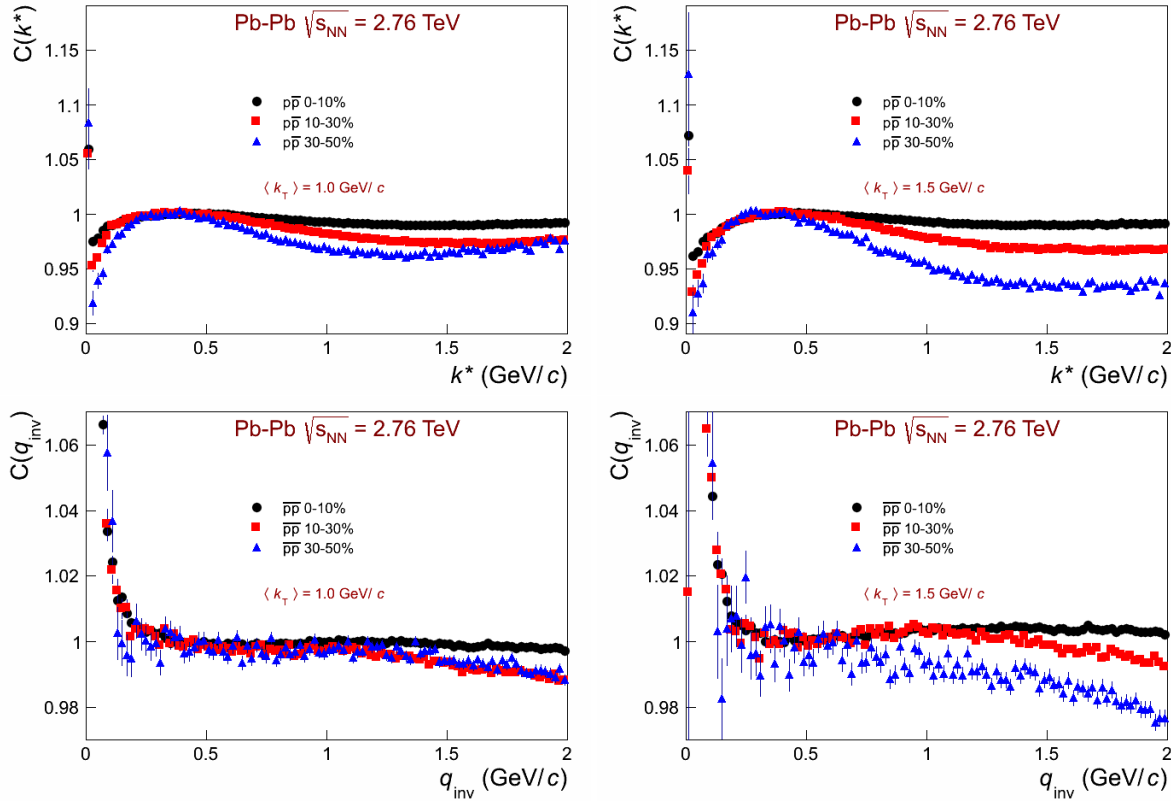 C(k*)
Pb-Pb √sNN = 2.76 TeV
1.15
1.1
1.05
1
0.95
0.9
pp̅ 0-10%
pp̅ 10-30%
pp̅ 30-50%
⟨ kT ⟩ = 1.0 GeV/c
0 0.5 1 1.5 2
k* (GeV/c)
C(k*)
Pb-Pb √sNN = 2.76 TeV
1.15
1.1
1.05
1
0.95
0.9
pp̅ 0-10%
pp̅ 10-30%
pp̅ 30-50%
⟨ kT ⟩ = 1.5 GeV/c
0 0.5 1 1.5 2
k* (GeV/c)
C(qinv)
Pb-Pb √sNN = 2.76 TeV
1.06
1.04
1.02
1
0.98
p̅p̅ 0-10%
p̅p̅ 10-30%
p̅p̅ 30-50%
⟨ kT ⟩ = 1.0 GeV/c
0 0.5 1 1.5 2
qinv (GeV/c)
C(qinv)
Pb-Pb √sNN = 2.76 TeV
1.06
1.04
1.02
1
0.98
p̅p̅ 0-10%
p̅p̅ 10-30%
p̅p̅ 30-50%
⟨ kT ⟩ = 1.5 GeV/c
0 0.5 1 1.5 2
qinv (GeV/c)